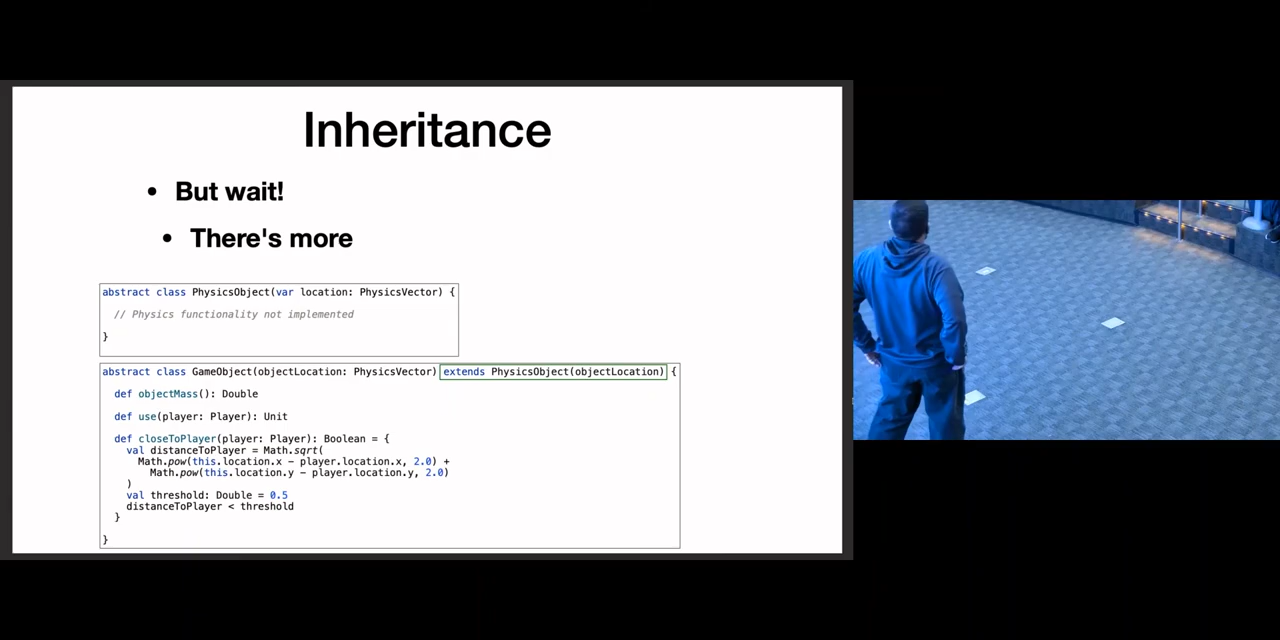 Inheritance
• But wait!
• There's more
abstract class PhysicsObject(var location: PhysicsVector) {
// Physics functionality not implemented
}
abstract class GameObject(objectLocation: PhysicsVector) extends PhysicsObject(objectLocation) {
def objectMass(): Double
def use(player: Player): Unit
def closeToPlayer(player: Player): Boolean = {
val distanceToPlayer = Math.sqrt(
Math.pow(this.location.x - player.location.x, 2.0) +
Math.pow(this.location.y - player.location.y, 2.0)
)
val threshold: Double = 0.5
distanceToPlayer < threshold
}
}